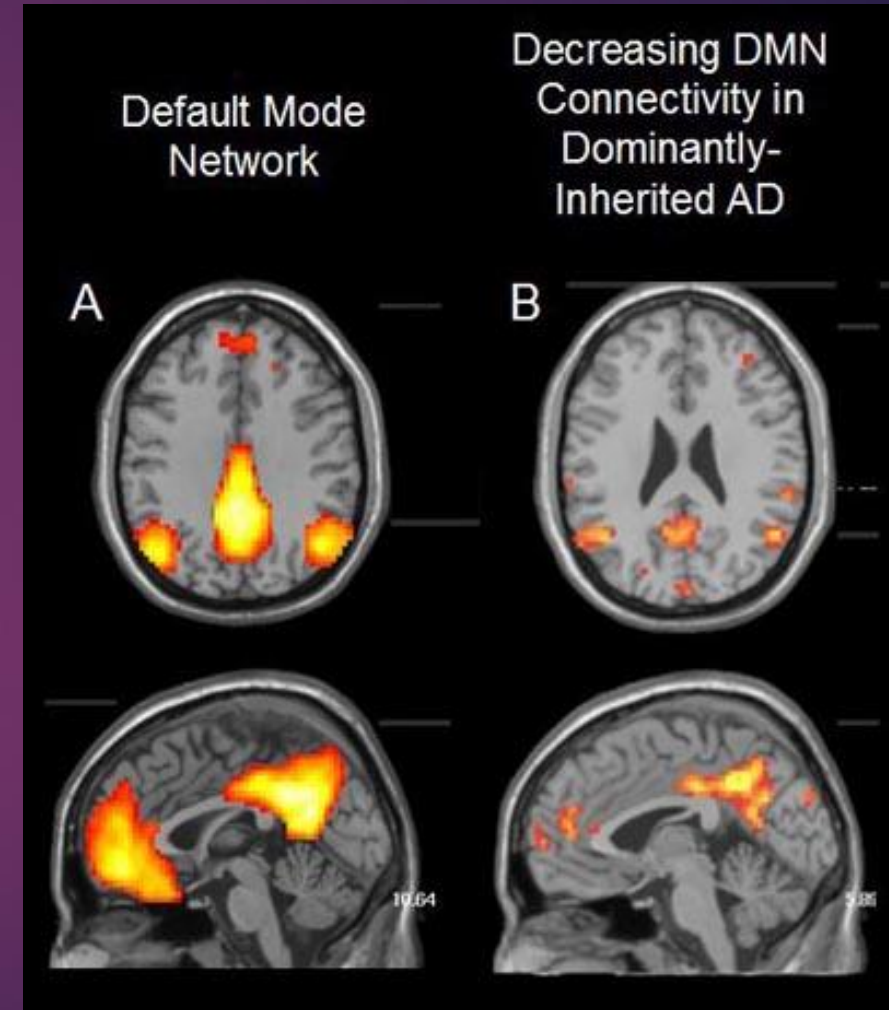 Default Mode
Network
Decreasing DMN
Connectivity in
Dominantly-
Inherited AD
A
B
10.64